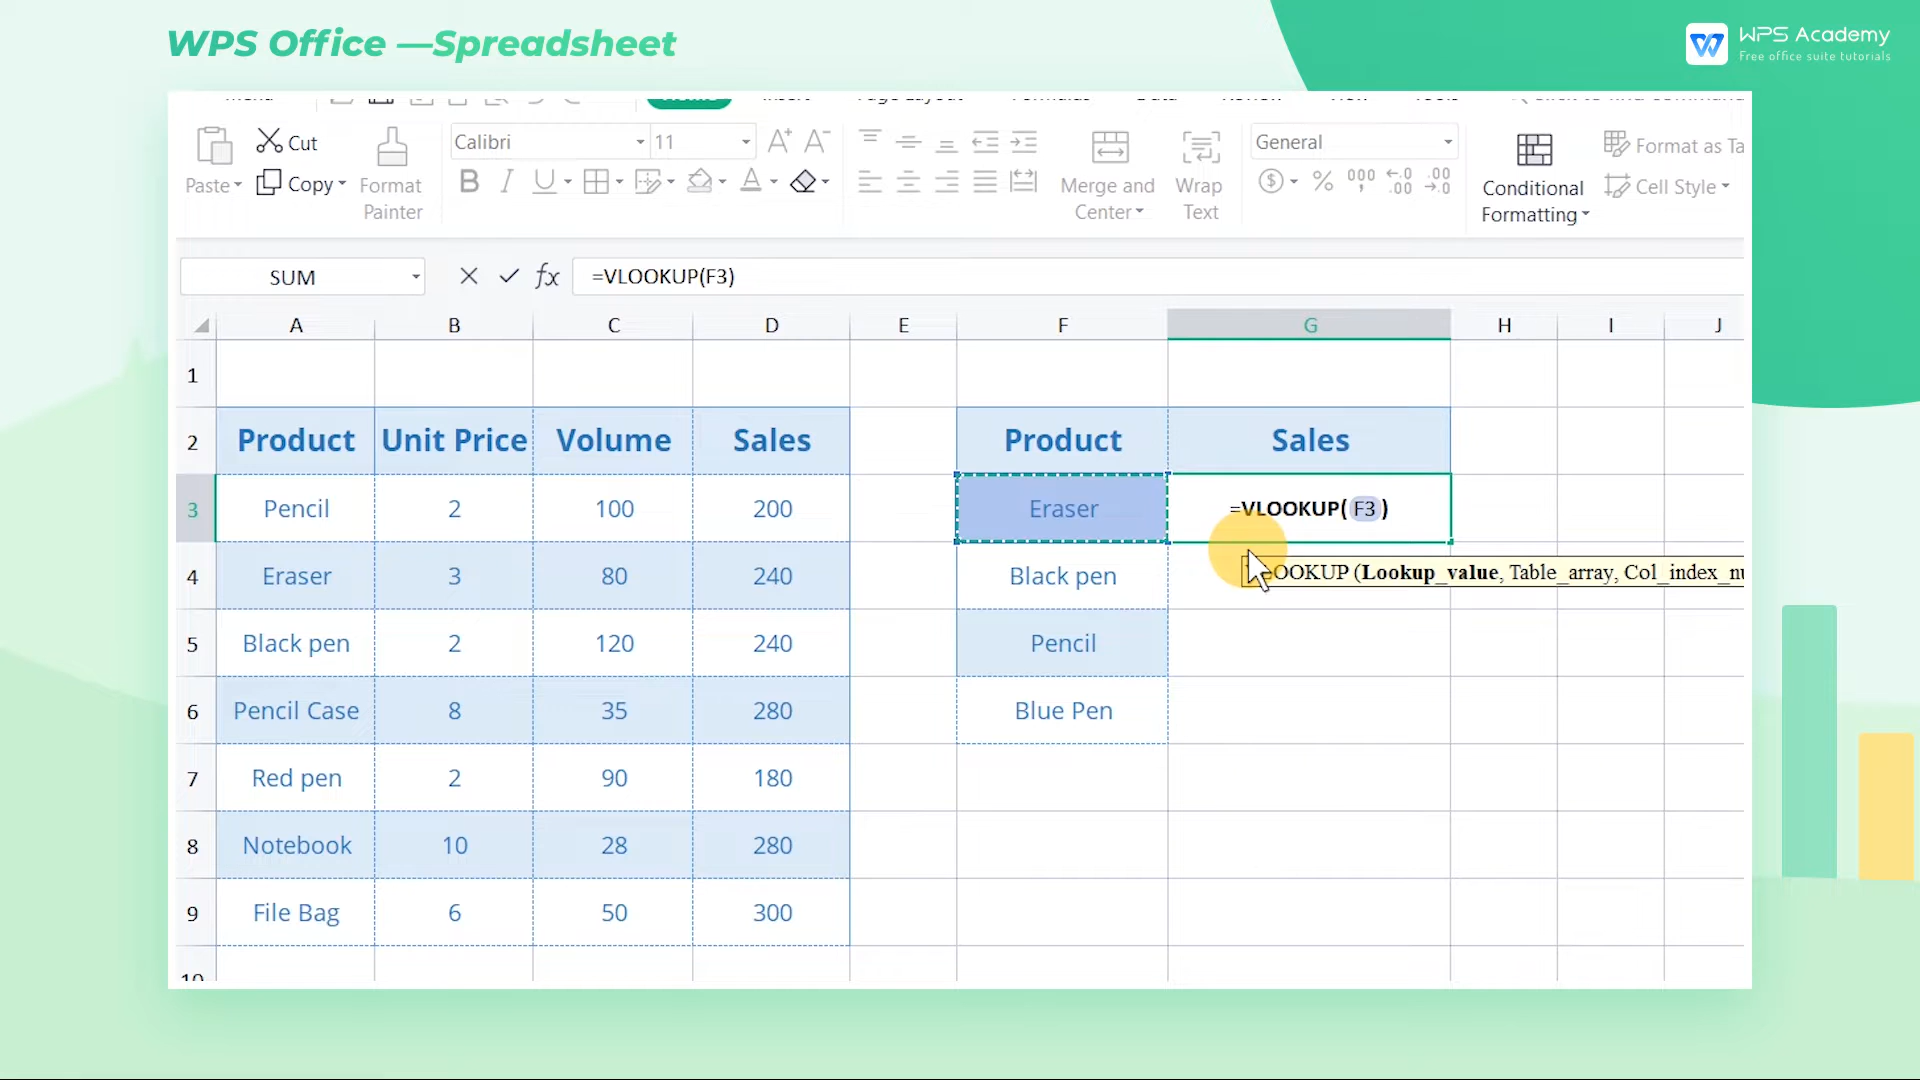 WPS Office —Spreadsheet
WPS Academy
Free office suite tutorials
Paste
Cut
Copy
Format
Painter
Calibri
11
Merge and
Center
Wrap
Text
General
Conditional
Formatting
Format as Ta
Cell Style
SUM
=VLOOKUP(F3)
A B C D E F G H I J
1
2 Product Unit Price Volume Sales Product Sales
3 Pencil 2 100 200 Eraser =VLOOKUP( F3 )
4 Eraser 3 80 240 Black pen
OOKUP (Lookup_value, Table_array, Col_index_nu
5 Black pen 2 120 240 Pencil
6 Pencil Case 8 35 280 Blue Pen
7 Red pen 2 90 180
8 Notebook 10 28 280
9 File Bag 6 50 300
10